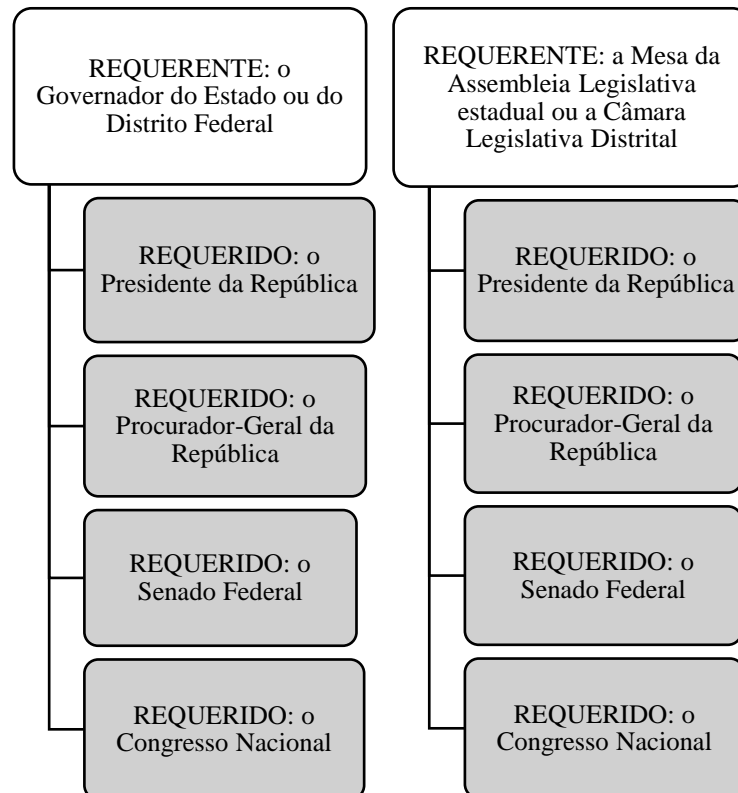 REQUERENTE: o
Governador do Estado ou do
Distrito Federal
REQUERIDO: o
Presidente da República
REQUERIDO: o
Procurador-Geral da
República
REQUERIDO: o
Senado Federal
REQUERIDO: o
Congresso Nacional
REQUERENTE: a Mesa da
Assembleia Legislativa
estadual ou a Câmara
Legislativa Distrital
REQUERIDO: o
Presidente da República
REQUERIDO: o
Procurador-Geral da
República
REQUERIDO: o
Senado Federal
REQUERIDO: o
Congresso Nacional